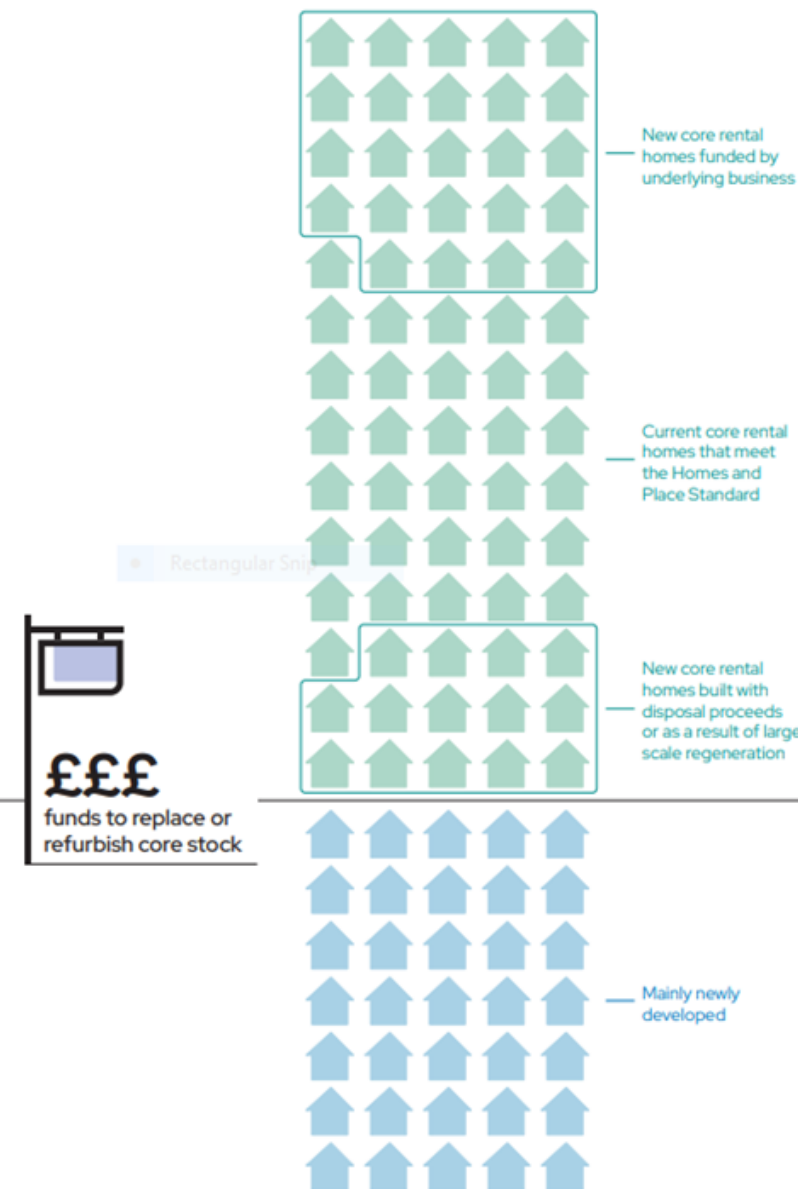 New core rental
homes funded by
underlying business
Current core rental
homes that meet
the Homes and
Place Standard
Rectangular Snip
New core rental
homes built with
disposal proceeds
or as a result of large
scale regeneration
£££
funds to replace or
refurbish core stock
Mainly newly
developed